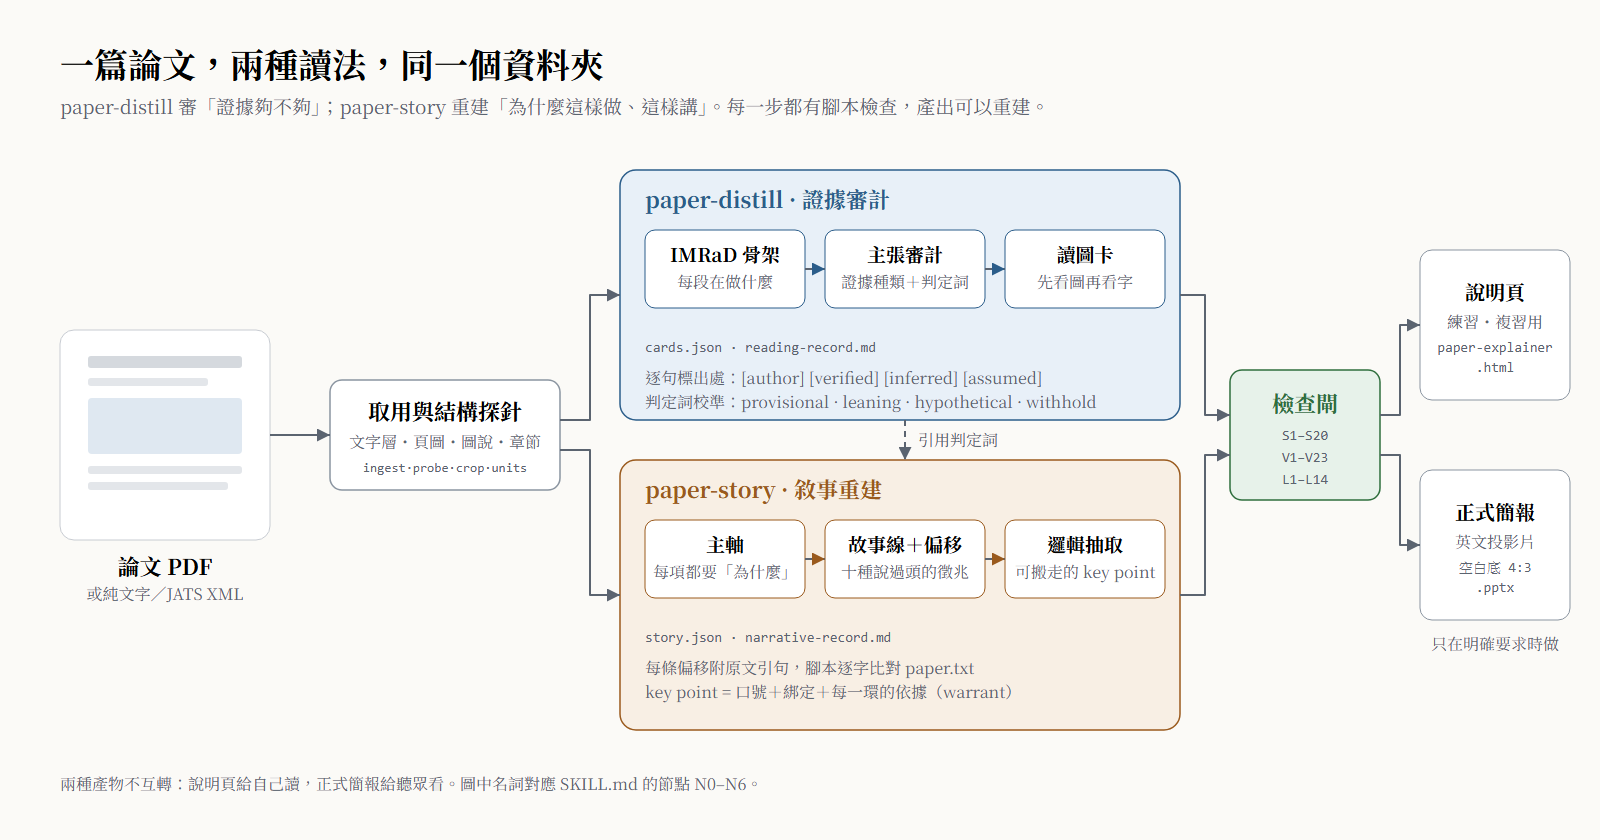 一篇論文，兩種讀法，同一個資料夾
paper-distill 審「證據夠不夠」；paper-story 重建「為什麼這樣做、這樣講」。每一步都有腳本檢查，產出可以重建。
論文 PDF
或純文字／JATS XML
取用與結構探針
文字層・頁圖・圖說・章節
ingest·probe·crop·units
paper-distill · 證據審計
IMRaD 骨架
每段在做什麼
主張審計
證據種類＋判定詞
讀圖卡
先看圖再看字
cards.json · reading-record.md
逐句標出處：[author] [verified] [inferred] [assumed]
判定詞校準：provisional · leaning · hypothetical · withhold
引用判定詞
paper-story · 敘事重建
主軸
每項都要「為什麼」
故事線＋偏移
十種說過頭的徵兆
邏輯抽取
可搬走的 key point
story.json · narrative-record.md
每條偏移附原文引句，腳本逐字比對 paper.txt
key point = 口號＋綁定＋每一環的依據（warrant）
檢查閘
S1–S20
V1–V23
L1–L14
說明頁
練習・複習用
paper-explainer
.html
正式簡報
英文投影片
空白底 4:3
.pptx
只在明確要求時做
兩種產物不互轉：說明頁給自己讀，正式簡報給聽眾看。圖中名詞對應 SKILL.md 的節點 N0–N6。